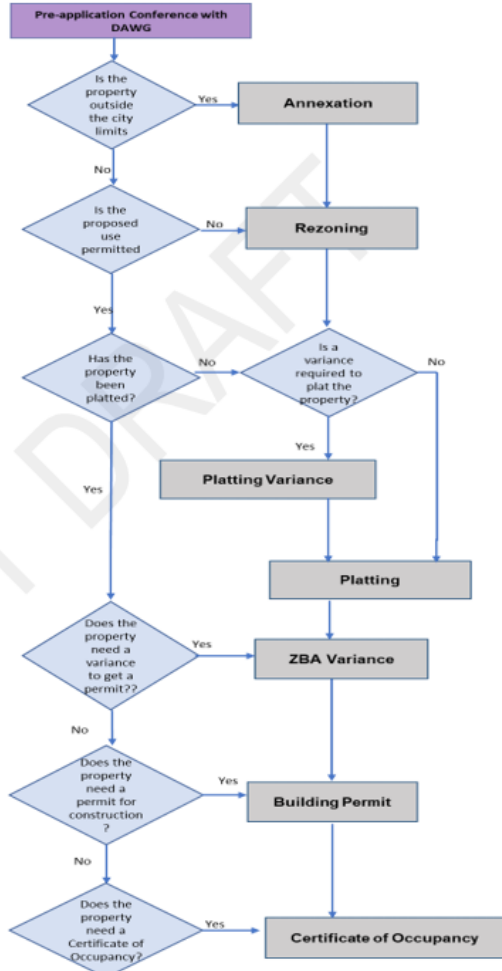 Pre-application Conference with
DAWG
Is the
property
outside
the city
limits
Yes
Annexation
No
Is the
proposed
use
permitted
No
Rezoning
Yes
Has the
property
been
platted?
No
Is a
variance
required to
plat the
property?
No
Yes
Yes
Platting Variance
Platting
Does the
property
need a
variance
to get a
permit??
Yes
ZBA Variance
No
Does the
property
need a
permit for
construction
?
Yes
Building Permit
No
Does the
property
need a
Certificate of
Occupancy?
Yes
Certificate of Occupancy
DRAFT